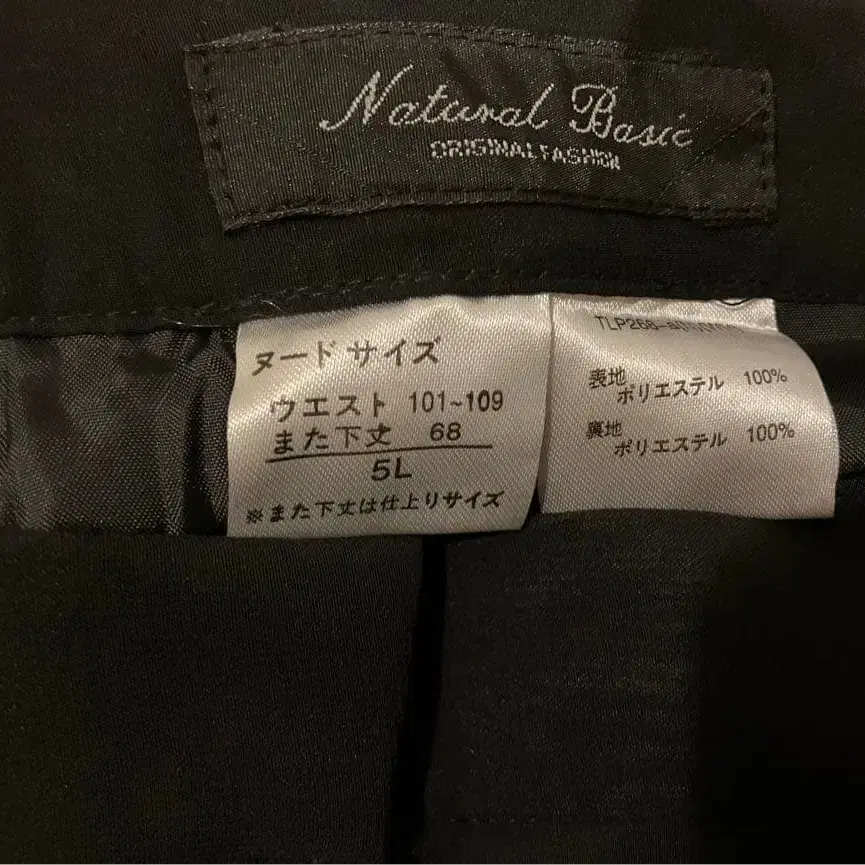 Natural Basic
ORIGINAL FASHION
ヌードサイズ
ウエスト 101~109
また下丈 68
5L
※また下丈は仕上りサイズ
表地
ポリエステル 100%
裏地
ポリエステル 100%